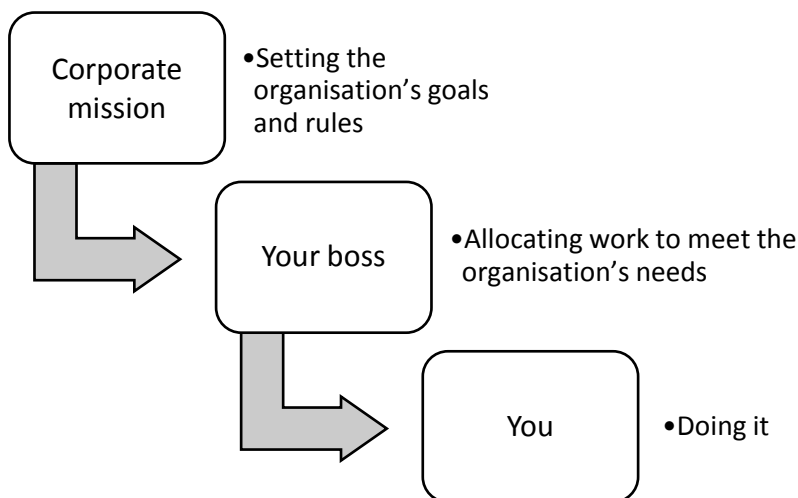 Corporate
mission
•Setting the
organisation’s goals
and rules
Your boss
•Allocating work to meet the
organisation’s needs
You
•Doing it